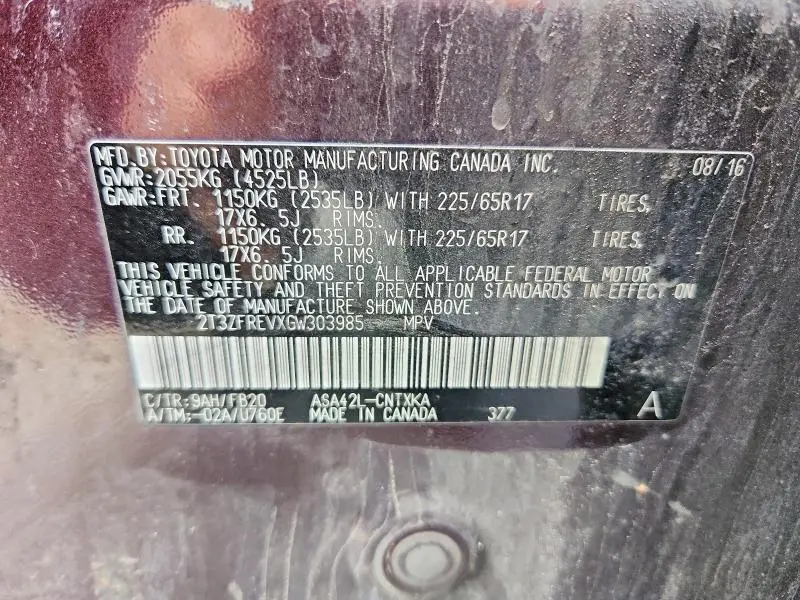 MFD.BY:TOYOTA MOTOR MANUFACTURING CANADA INC. 08/16
GVWR:2055KG (4525LB)
GAWR:FRT. 1150KG (2535LB) WITH 225/65R17 TIRES,
17X6. 5J RIMS,
RR. 1150KG (2535LB) WITH 225/65R17 TIRES,
17X6. 5J RIMS.
THIS VEHICLE CONFORMS TO ALL APPLICABLE FEDERAL MOTOR
VEHICLE SAFETY AND THEFT PREVENTION STANDARDS IN EFFECT ON
THE DATE OF MANUFACTURE SHOWN ABOVE.
2T3ZFREVXGW303985 MPV
C/TR:9AH/FB20 ASA42L-CNTXKA
A/TM:-02A/U760E MADE IN CANADA 377 A